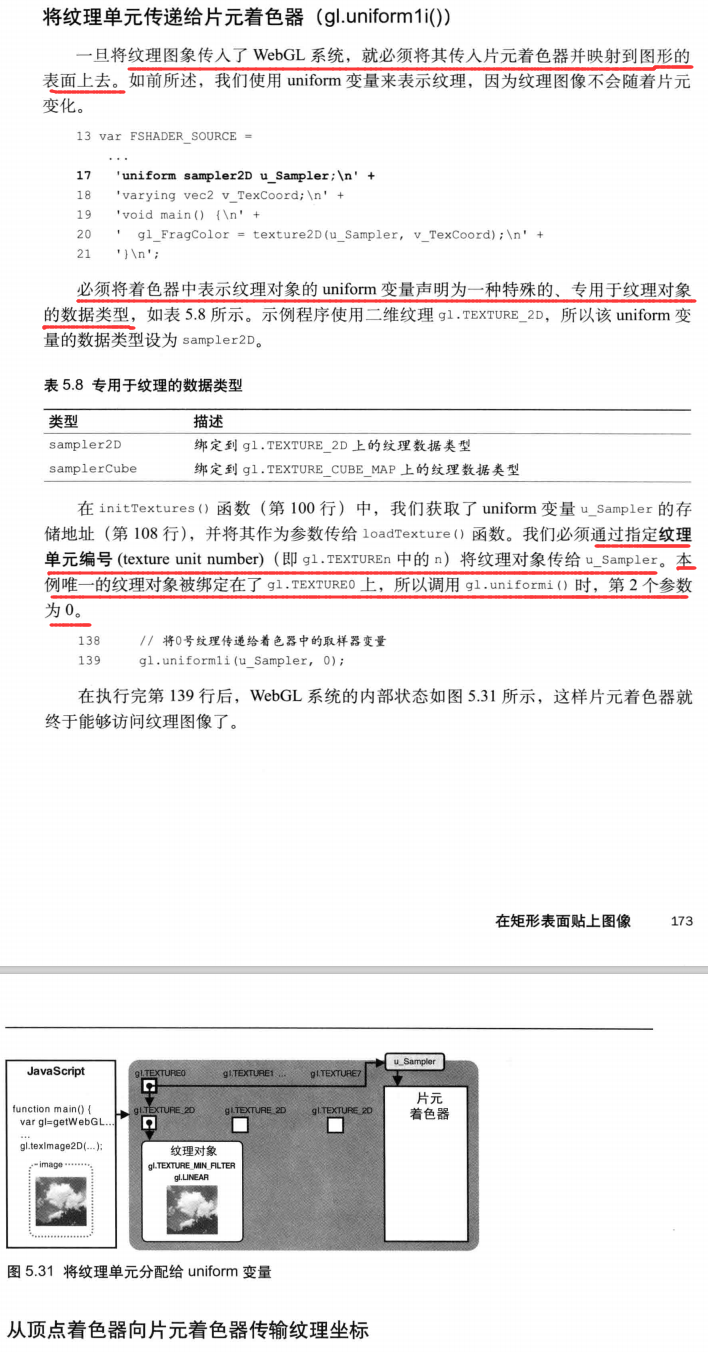 将纹理单元传递给片元着色器（gl.uniform1i()）
一旦将纹理图象传入了 WebGL 系统，就必须将其传入片元着色器并映射到图形的
表面上去。如前所述，我们使用 uniform 变量来表示纹理，因为纹理图像不会随着片元
变化。
13 var FSHADER_SOURCE =
...
17 'uniform sampler2D u_Sampler;\n' +
18 'varying vec2 v_TexCoord;\n' +
19 'void main() {\n' +
20 '  gl_FragColor = texture2D(u_Sampler, v_TexCoord);\n' +
21 '}\n';
必须将着色器中表示纹理对象的 uniform 变量声明为一种特殊的、专用于纹理对象
的数据类型，如表 5.8 所示。示例程序使用二维纹理 gl.TEXTURE_2D，所以该 uniform 变
量的数据类型设为 sampler2D。
表 5.8 专用于纹理的数据类型
类型 描述
sampler2D 绑定到 gl.TEXTURE_2D 上的纹理数据类型
samplerCube 绑定到 gl.TEXTURE_CUBE_MAP 上的纹理数据类型
在 initTextures() 函数（第 100 行）中，我们获取了 uniform 变量 u_Sampler 的存
储地址（第 108 行），并将其作为参数传给 loadTexture() 函数。我们必须通过指定纹理
单元编号 (texture unit number)（即 gl.TEXTUREn 中的 n）将纹理对象传给 u_Sampler。本
例唯一的纹理对象被绑定在了 gl.TEXTURE0 上，所以调用 gl.uniformi() 时，第 2 个参数
为 0。
138 // 将0号纹理传递给着色器中的取样器变量
139 gl.uniform1i(u_Sampler, 0);
在执行完第 139 行后，WebGL 系统的内部状态如图 5.31 所示，这样片元着色器就
终于能够访问纹理图像了。
在矩形表面贴上图像 173
u_Sampler
JavaScript
gl.TEXTURE0 gl.TEXTURE1 ... gl.TEXTURE7
片元
着色器
function main() {
var gl=getWebGL...
...
gl.texImage2D(...);
image
gl.TEXTURE_2D gl.TEXTURE_2D gl.TEXTURE_2D
纹理对象
gl.TEXTURE_MIN_FILTER
gl.LINEAR
图 5.31 将纹理单元分配给 uniform 变量
从顶点着色器向片元着色器传输纹理坐标